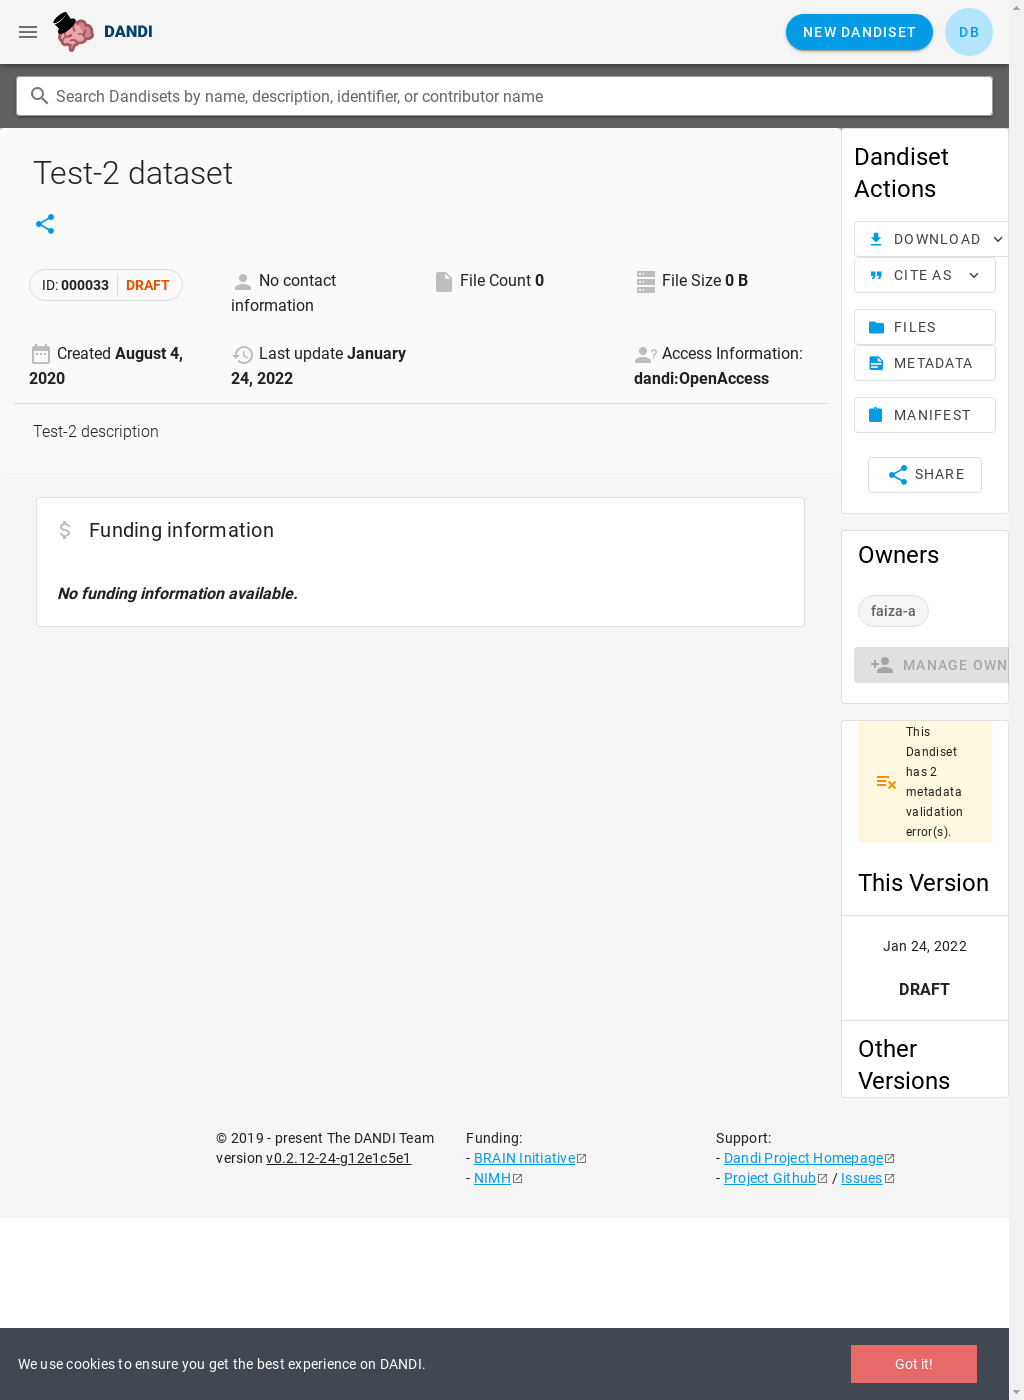 DANDI
NEW DANDISET
DB
Search Dandisets by name, description, identifier, or contributor name
Test-2 dataset
ID: 000033 DRAFT
No contact
information
File Count 0
File Size 0 B
Created August 4,
2020
Last update January
24, 2022
Access Information:
dandi:OpenAccess
Test-2 description
Funding information
No funding information available.
Dandiset
Actions
DOWNLOAD
CITE AS
FILES
METADATA
MANIFEST
SHARE
Owners
faiza-a
MANAGE OWN
This
Dandiset
has 2
metadata
validation
error(s).
This Version
Jan 24, 2022
DRAFT
Other
Versions
© 2019 - present The DANDI Team
version v0.2.12-24-g12e1c5e1
Funding:
- BRAIN Initiative
- NIMH
Support:
- Dandi Project Homepage
- Project Github / Issues
We use cookies to ensure you get the best experience on DANDI.
Got it!